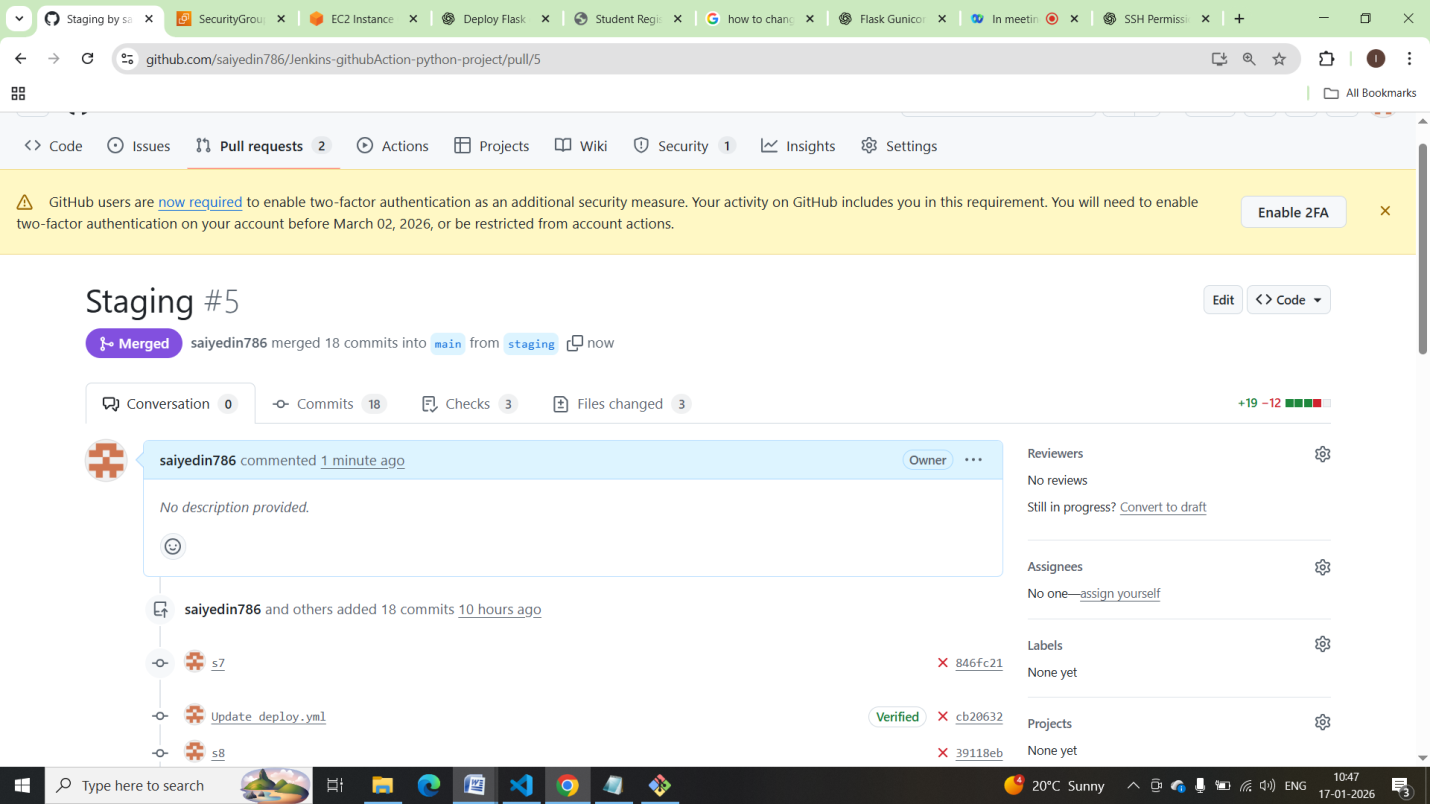 Staging by sa
SecurityGroup
EC2 Instance
Deploy Flask
Student Regis
how to chang
Flask Gunicor
In meetin
SSH Permissi
github.com/saiyedin786/Jenkins-githubAction-python-project/pull/5
I
All Bookmarks
Code
Issues
Pull requests 2
Actions
Projects
Wiki
Security 1
Insights
Settings
GitHub users are now required to enable two-factor authentication as an additional security measure. Your activity on GitHub includes you in this requirement. You will need to enable
two-factor authentication on your account before March 02, 2026, or be restricted from account actions.
Enable 2FA
Staging #5
Edit
Code
Merged
saiyedin786 merged 18 commits into main from staging now
Conversation 0
Commits 18
Checks 3
Files changed 3
+19 −12
saiyedin786 commented 1 minute ago
Owner
No description provided.
saiyedin786 and others added 18 commits 10 hours ago
s7
846fc21
Update deploy.yml
Verified
cb20632
s8
39118eb
Reviewers
No reviews
Still in progress? Convert to draft
Assignees
No one—assign yourself
Labels
None yet
Projects
None yet
Type here to search
4
20°C Sunny
ENG
10:47
17-01-2026
3